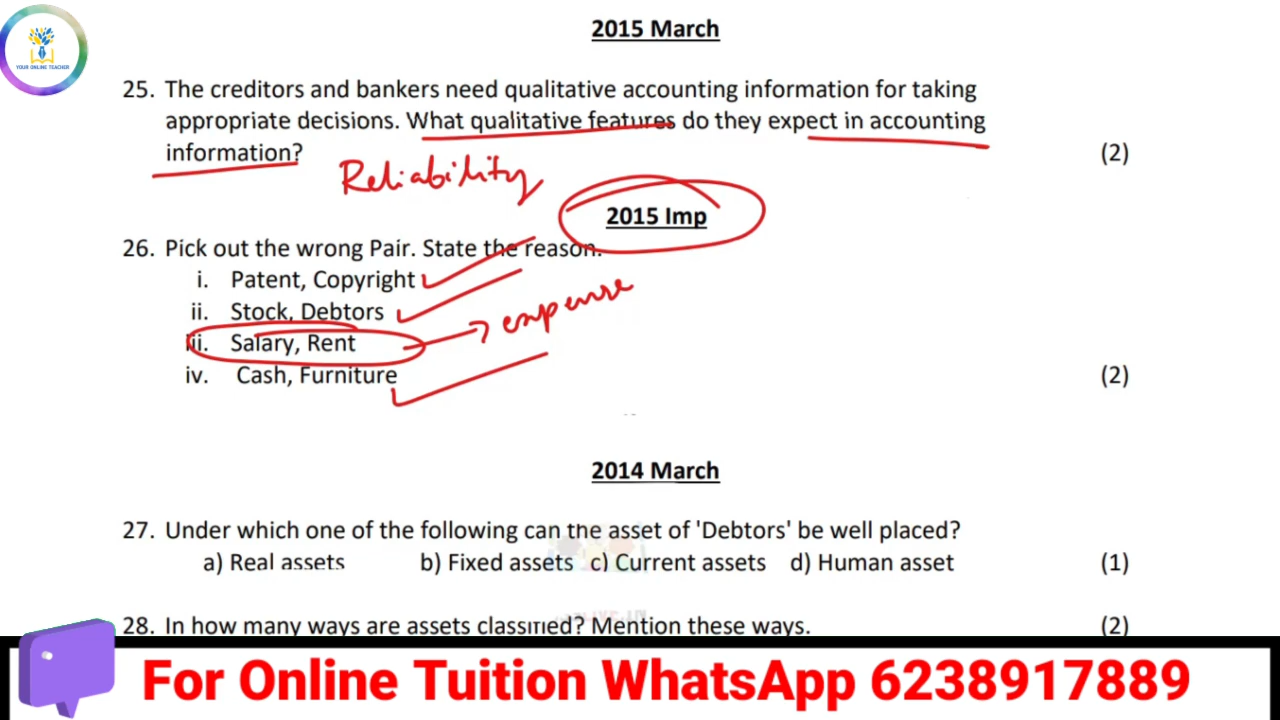 YOUR ONLINE TEACHER
2015 March
25. The creditors and bankers need qualitative accounting information for taking
appropriate decisions. What qualitative features do they expect in accounting
information? (2)
Reliability
2015 Imp
26. Pick out the wrong Pair. State the reason.
i. Patent, Copyright
ii. Stock, Debtors
iii. Salary, Rent
expense
iv. Cash, Furniture (2)
2014 March
27. Under which one of the following can the asset of 'Debtors' be well placed?
a) Real assets b) Fixed assets c) Current assets d) Human asset (1)
28. In how many ways are assets classified? Mention these ways. (2)
For Online Tuition WhatsApp 6238917889